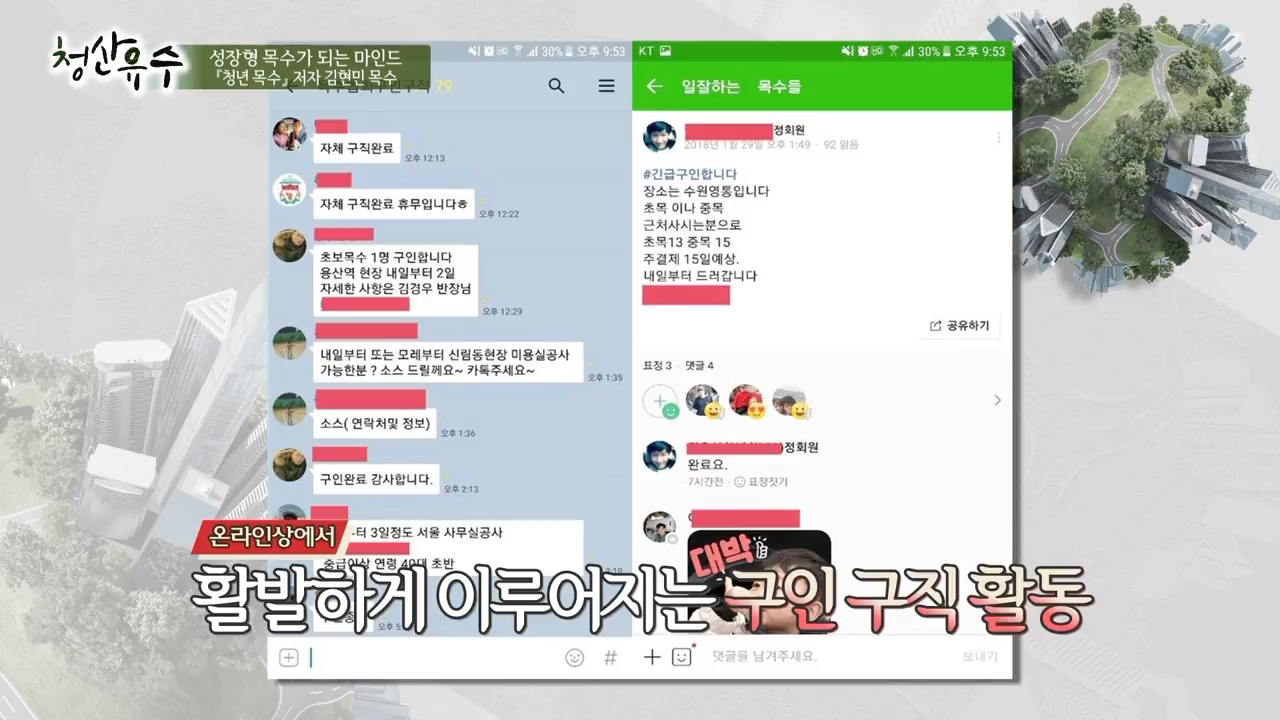 청산유수
성장형 목수가 되는 마인드
『청년 목수』 저자 김현민 목수
30% 오후 9:53
79
자체 구직완료
오후 12:13
자체 구직완료 휴무입니다ㅎ
오후 12:22
초보목수 1명 구인합니다
용산역 현장 내일부터 2일
자세한 사항은 김경우 반장님
오후 12:29
내일부터 또는 모레부터 신림동현장 미용실공사
가능한분 ? 소스 드릴께요~ 카톡주세요~
오후 1:35
소스( 연락처및 정보)
오후 1:36
구인완료 감사합니다.
오후 2:13
3일정도 서울 사무실공사
중급이상 연령 40대 초반
#
KT 30% 오후 9:53
일잘하는 목수들
정회원
2018년 1월 29일 오후 1:49 · 92 읽음
#긴급구인합니다
장소는 수원영통입니다
초목 이나 중목
근처사시는분으로
초목13 중목 15
주결제 15일예상.
내일부터 드러갑니다
공유하기
표정 3 · 댓글 4
정회원
완료요.
7시간전 · 표정짓기
대박
댓글을 남겨주세요.
보내기
온라인상에서
활발하게 이루어지는 구인 구직 활동